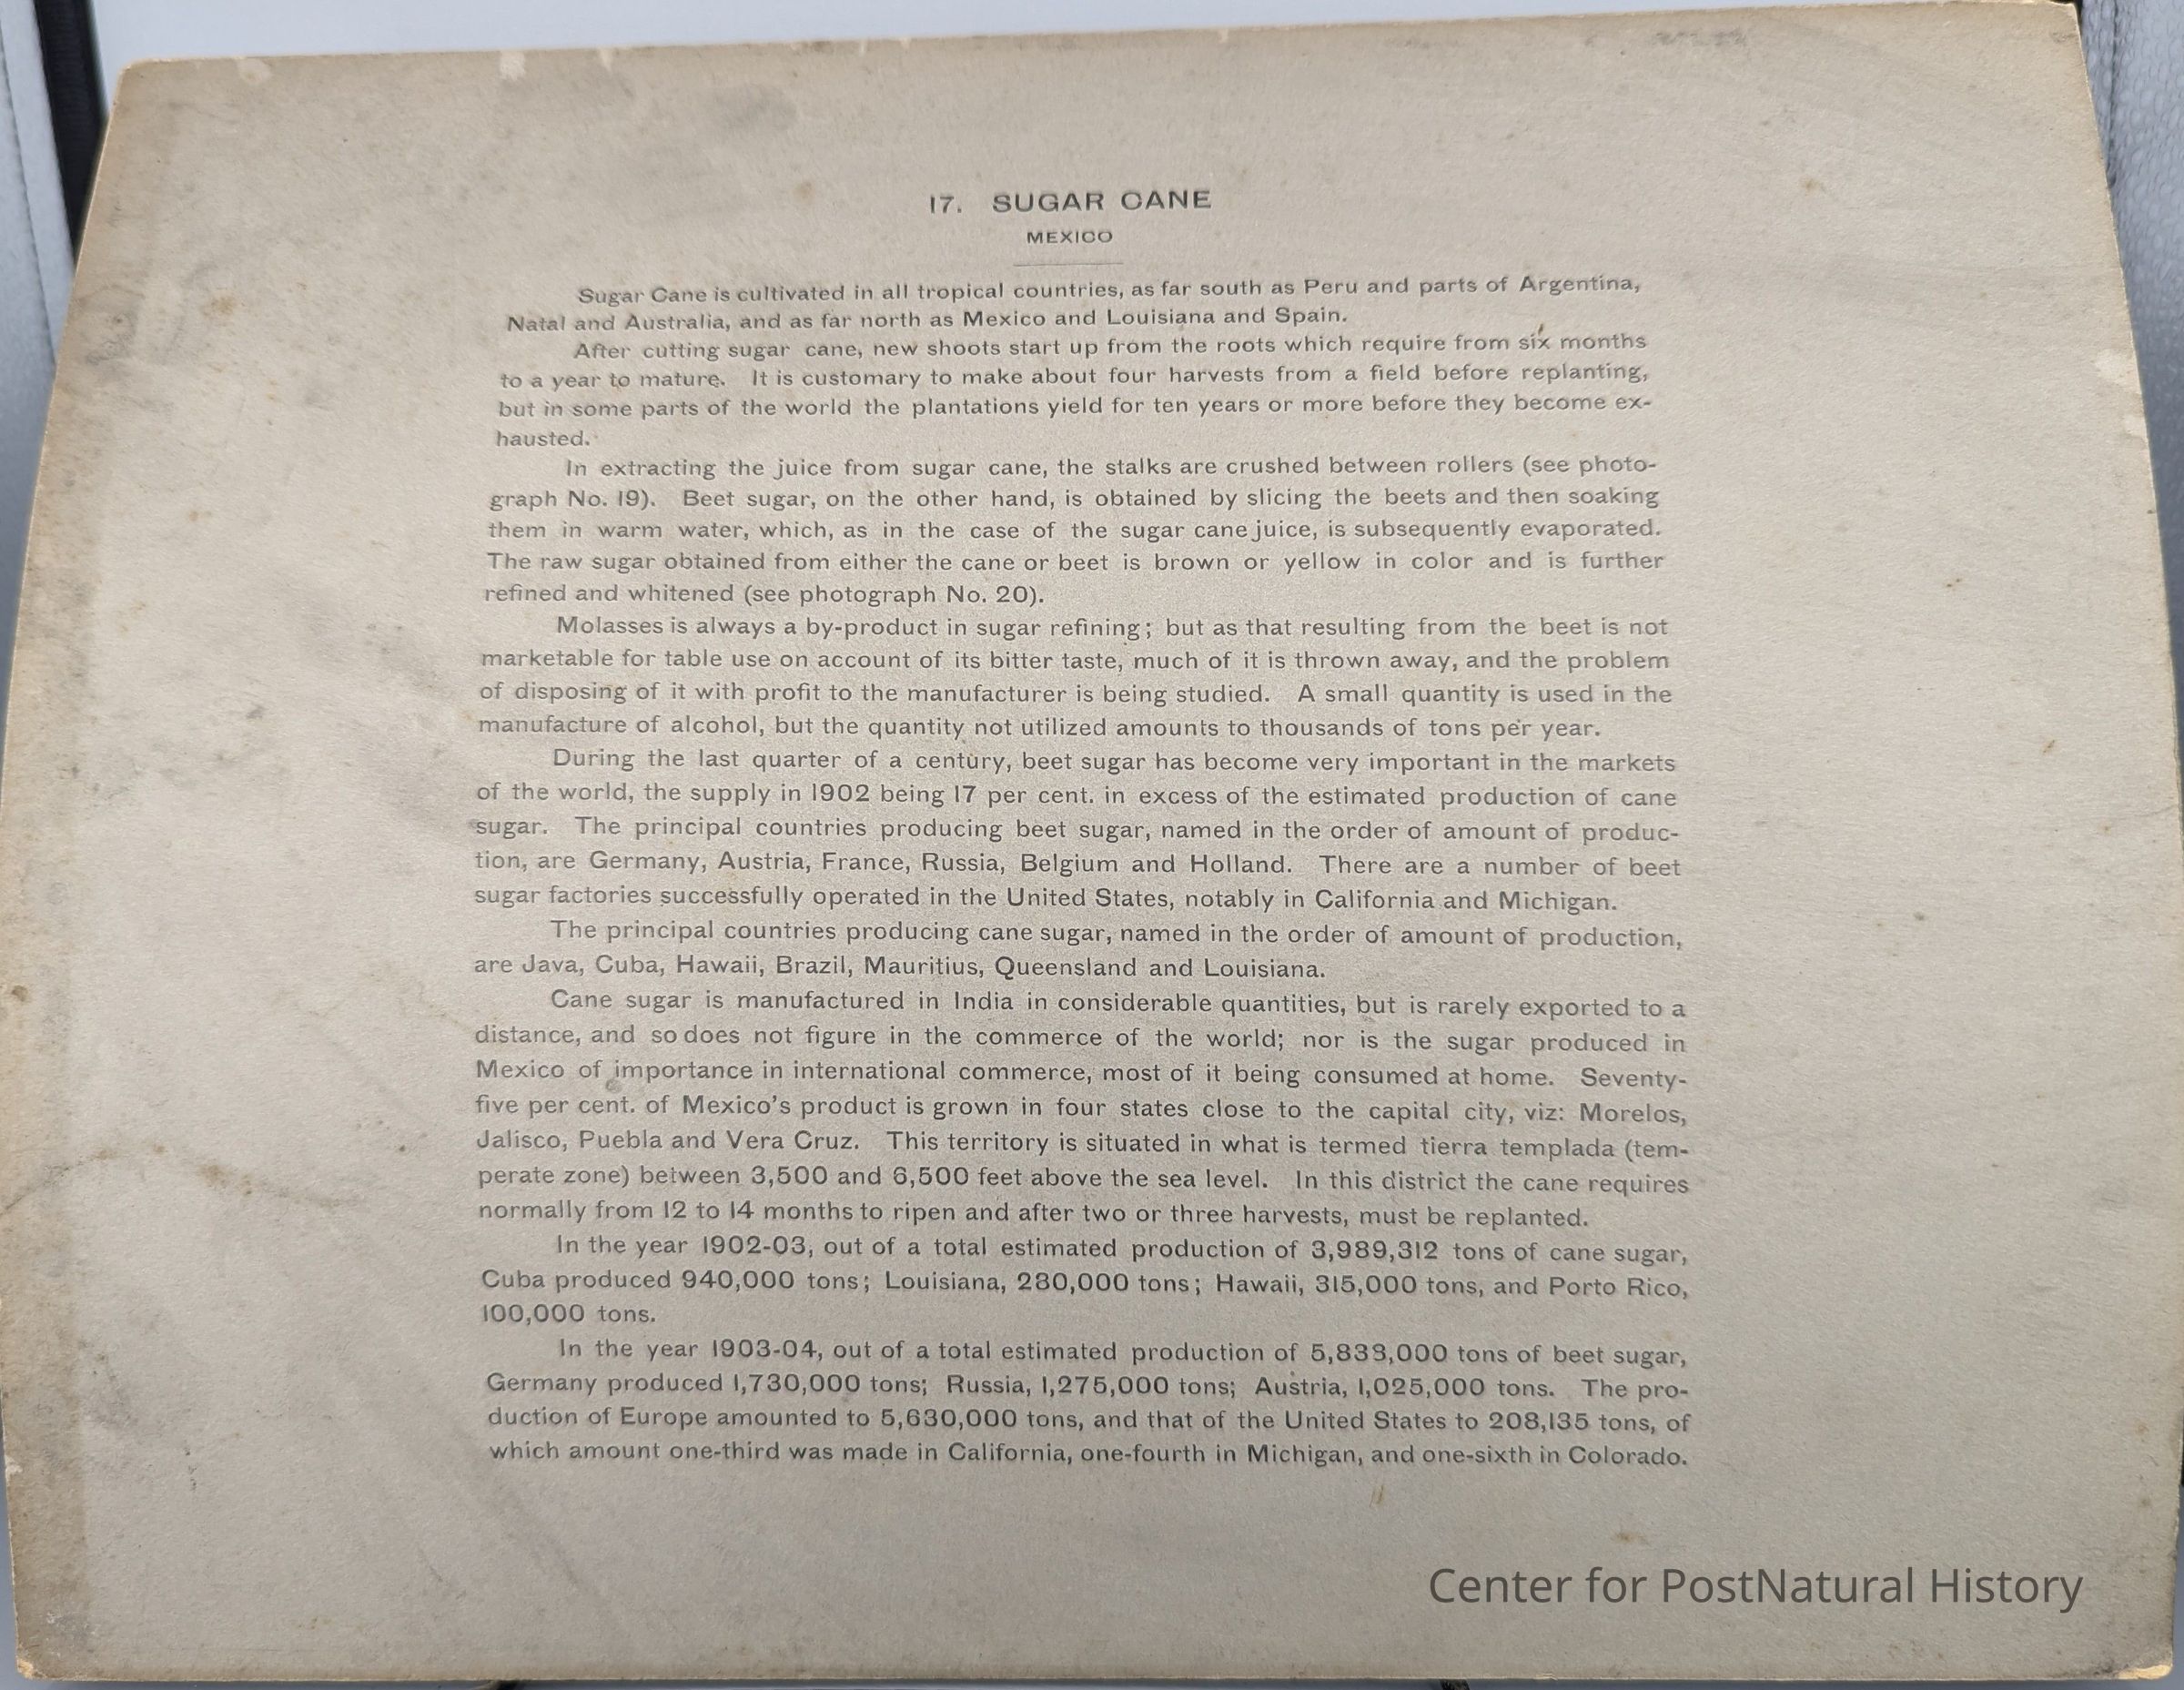 17. SUGAR CANE
MEXICO
Sugar Cane is cultivated in all tropical countries, as far south as Peru and parts of Argentina,
Natal and Australia, and as far north as Mexico and Louisiana and Spain.
After cutting sugar cane, new shoots start up from the roots which require from six months
to a year to mature. It is customary to make about four harvests from a field before replanting,
but in some parts of the world the plantations yield for ten years or more before they become ex-
hausted.
In extracting the juice from sugar cane, the stalks are crushed between rollers (see photo-
graph No. 19). Beet sugar, on the other hand, is obtained by slicing the beets and then soaking
them in warm water, which, as in the case of the sugar cane juice, is subsequently evaporated.
The raw sugar obtained from either the cane or beet is brown or yellow in color and is further
refined and whitened (see photograph No. 20).
Molasses is always a by-product in sugar refining; but as that resulting from the beet is not
marketable for table use on account of its bitter taste, much of it is thrown away, and the problem
of disposing of it with profit to the manufacturer is being studied. A small quantity is used in the
manufacture of alcohol, but the quantity not utilized amounts to thousands of tons per year.
During the last quarter of a century, beet sugar has become very important in the markets
of the world, the supply in 1902 being 17 per cent. in excess of the estimated production of cane
sugar. The principal countries producing beet sugar, named in the order of amount of produc-
tion, are Germany, Austria, France, Russia, Belgium and Holland. There are a number of beet
sugar factories successfully operated in the United States, notably in California and Michigan.
The principal countries producing cane sugar, named in the order of amount of production,
are Java, Cuba, Hawaii, Brazil, Mauritius, Queensland and Louisiana.
Cane sugar is manufactured in India in considerable quantities, but is rarely exported to a
distance, and so does not figure in the commerce of the world; nor is the sugar produced in
Mexico of importance in international commerce, most of it being consumed at home. Seventy-
five per cent. of Mexico's product is grown in four states close to the capital city, viz: Morelos,
Jalisco, Puebla and Vera Cruz. This territory is situated in what is termed tierra templada (tem-
perate zone) between 3,500 and 6,500 feet above the sea level. In this district the cane requires
normally from 12 to 14 months to ripen and after two or three harvests, must be replanted.
In the year 1902-03, out of a total estimated production of 3,989,312 tons of cane sugar,
Cuba produced 940,000 tons; Louisiana, 280,000 tons; Hawaii, 315,000 tons, and Porto Rico,
100,000 tons.
In the year 1903-04, out of a total estimated production of 5,838,000 tons of beet sugar,
Germany produced 1,730,000 tons; Russia, 1,275,000 tons; Austria, 1,025,000 tons. The pro-
duction of Europe amounted to 5,630,000 tons, and that of the United States to 208,135 tons, of
which amount one-third was made in California, one-fourth in Michigan, and one-sixth in Colorado.
Center for PostNatural History